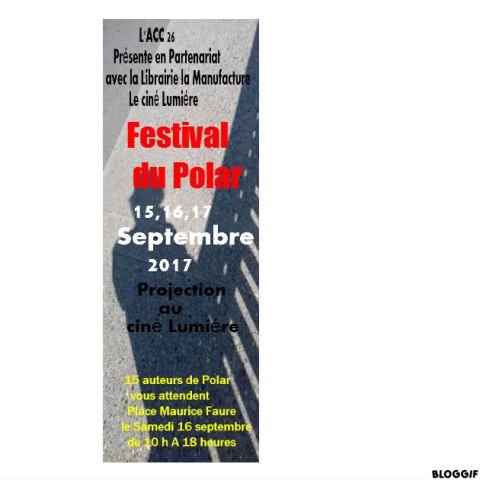 L'ACC 26
Présente en Partenariat
avec la Librairie la Manufacture
Le ciné Lumiére
Festival
du Polar
15,16,17
Septembre
2017
Projection
au
ciné Lumiére
15 auteurs de Polar
vous attendent
Place Maurice Faure
le Samedi 16 septembre
de 10 h A 18 heures
BLOGGIF